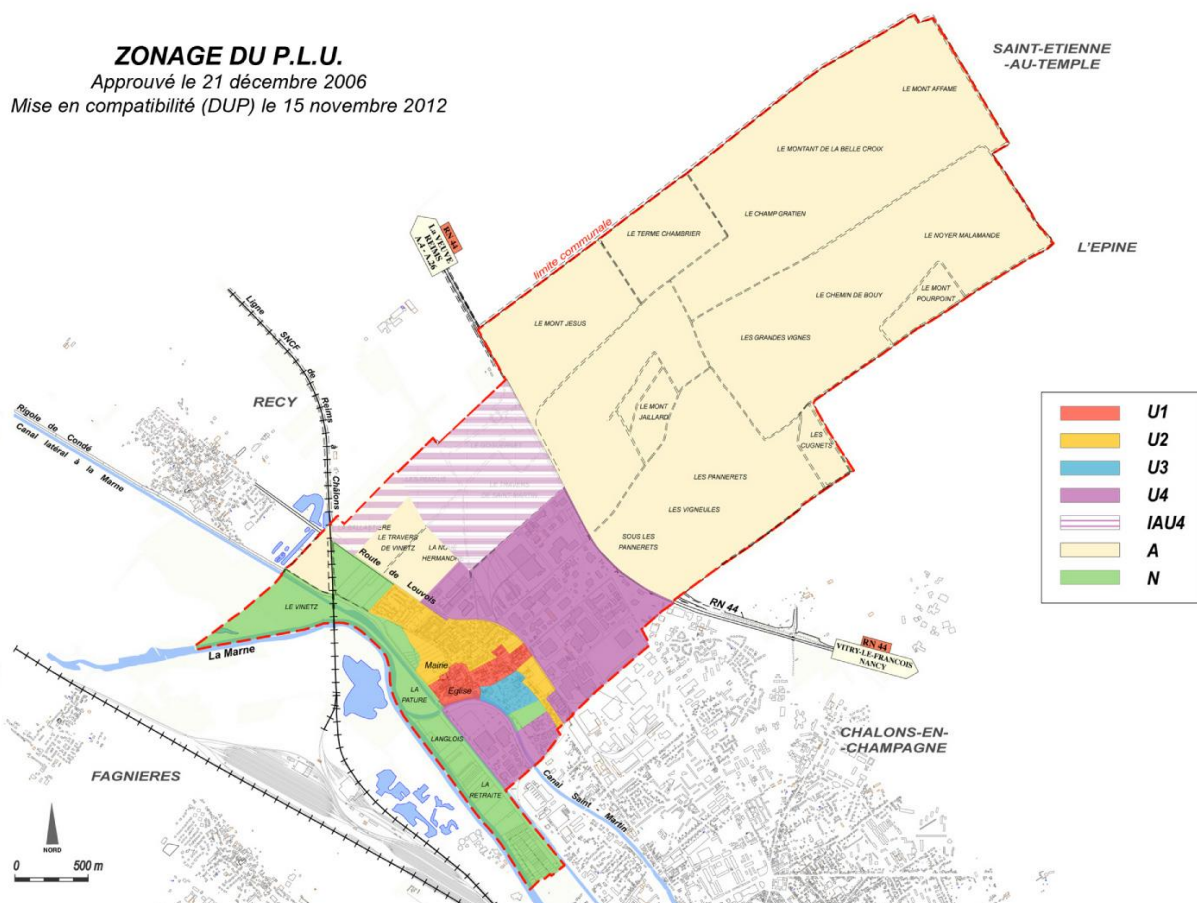 ZONAGE DU P.L.U.
Approuvé le 21 décembre 2006
Mise en compatibilité (DUP) le 15 novembre 2012
SAINT-ETIENNE
-AU-TEMPLE
LE MONT AFFAME
LE MONTANT DE LA BELLE CROIX
LE CHAMP GRATIEN
LE TERME CHAMBRIER
limite communale
LE NOYER MALAMANDE
L'EPINE
RN 44
La VEUVE
REIMS
A.4 - A.26
LE CHEMIN DE BOUY
LE MONT
POURPOINT
LE MONT JESUS
LES GRANDES VIGNES
Ligne SNCF de Reims à Châlons
RECY
LE MONT
JAILLARD
LES
CUGNETS
Rigole de Condé
Canal latéral à la Marne
LES PANNERETS
LES VIGNEULES
SOUS LES
PANNERETS
LE TRAVERS
DE VINETZ
HERMAND
Route de Louvois
LE VINETZ
La Marne
RN 44
RN 44
VITRY-LE-FRANCOIS
NANCY
Mairie
Eglise
LA
PATURE
LANGLOIS
LA
RETRAITE
Canal Saint-Martin
CHALONS-EN-
-CHAMPAGNE
FAGNIERES
NORD
0 500 m
U1
U2
U3
U4
IAU4
A
N